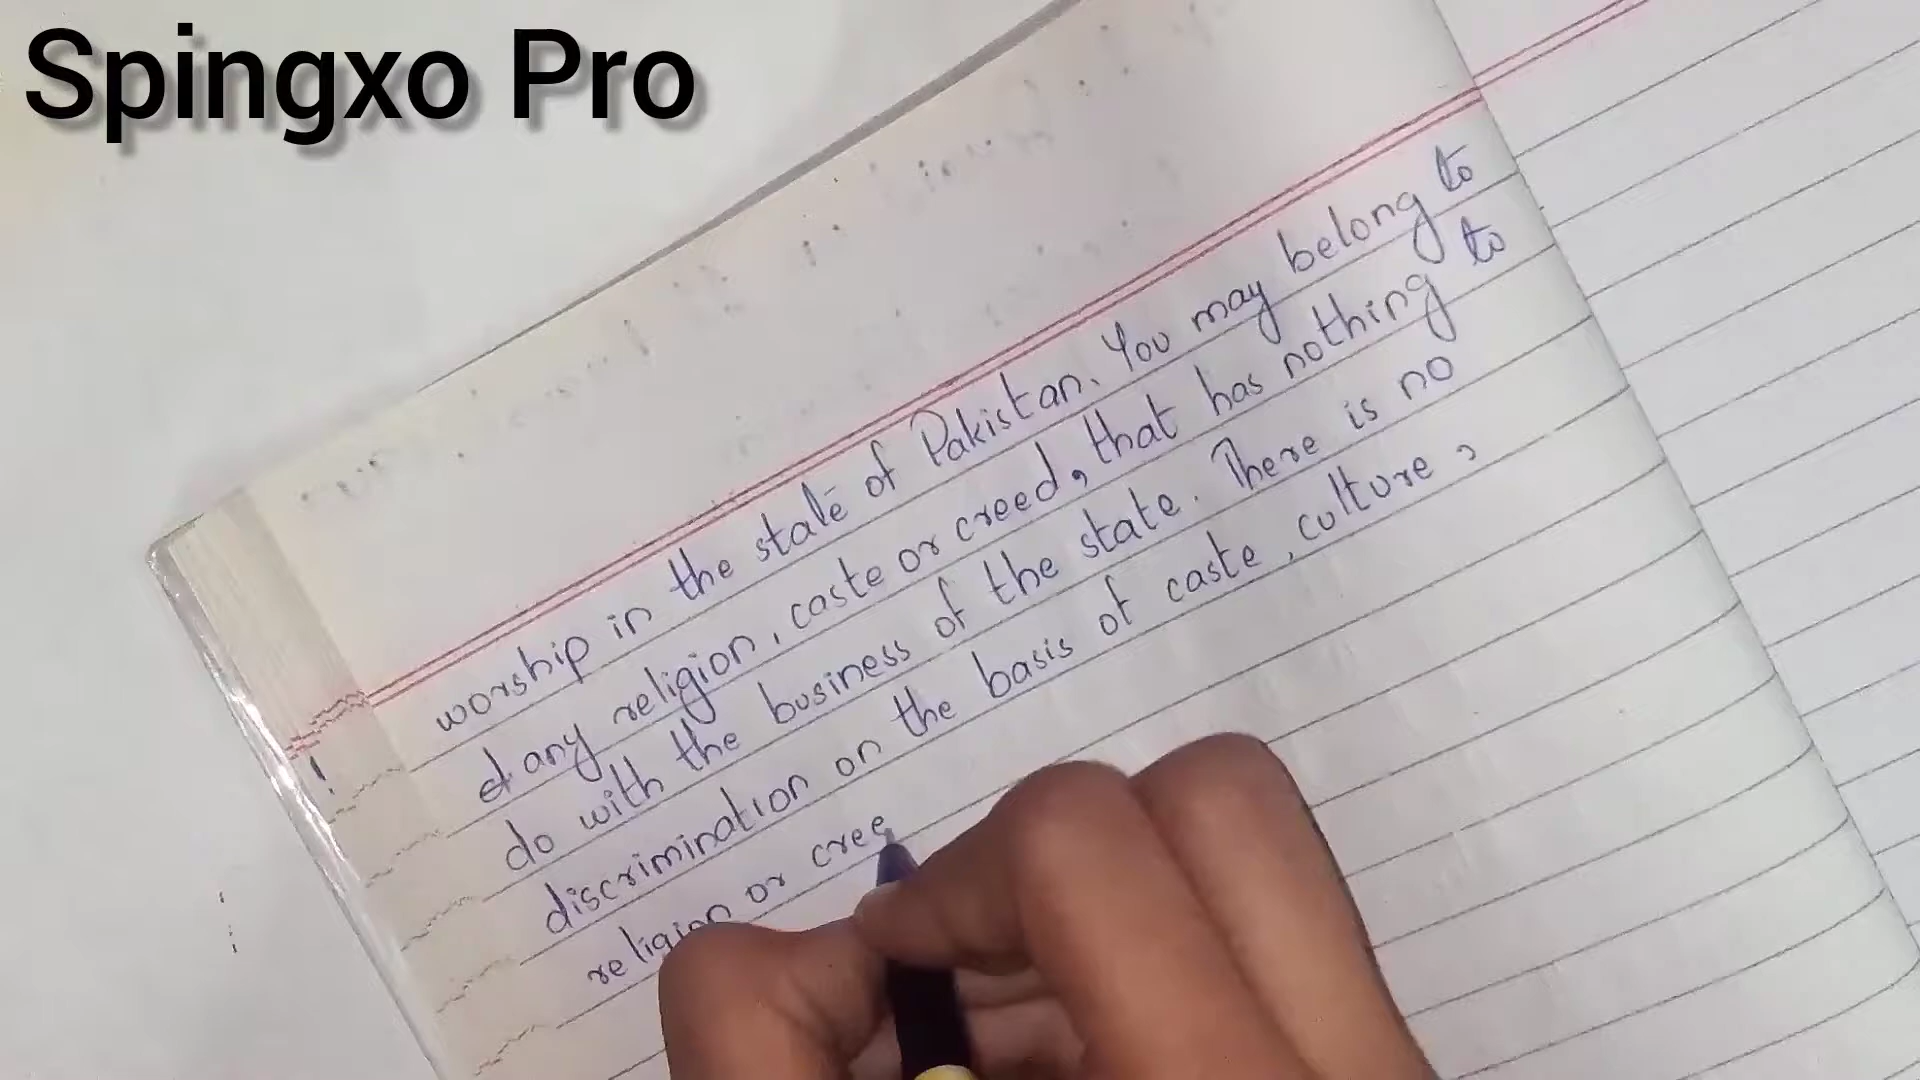 Spingxo Pro
worship in the state of Pakistan. You may belong to
of any religion, caste or creed, that has nothing to
do with the business of the state. There is no
discrimination on the basis of caste, culture,
religion or cree